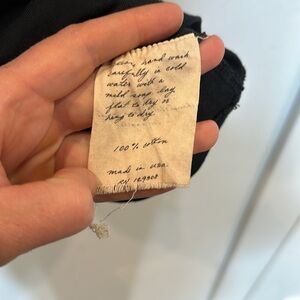 hand wash
carefully in cold
water with a
mild soap lay
flat to dry or
hang to dry.
100% cotton
made in usa
RN 129808